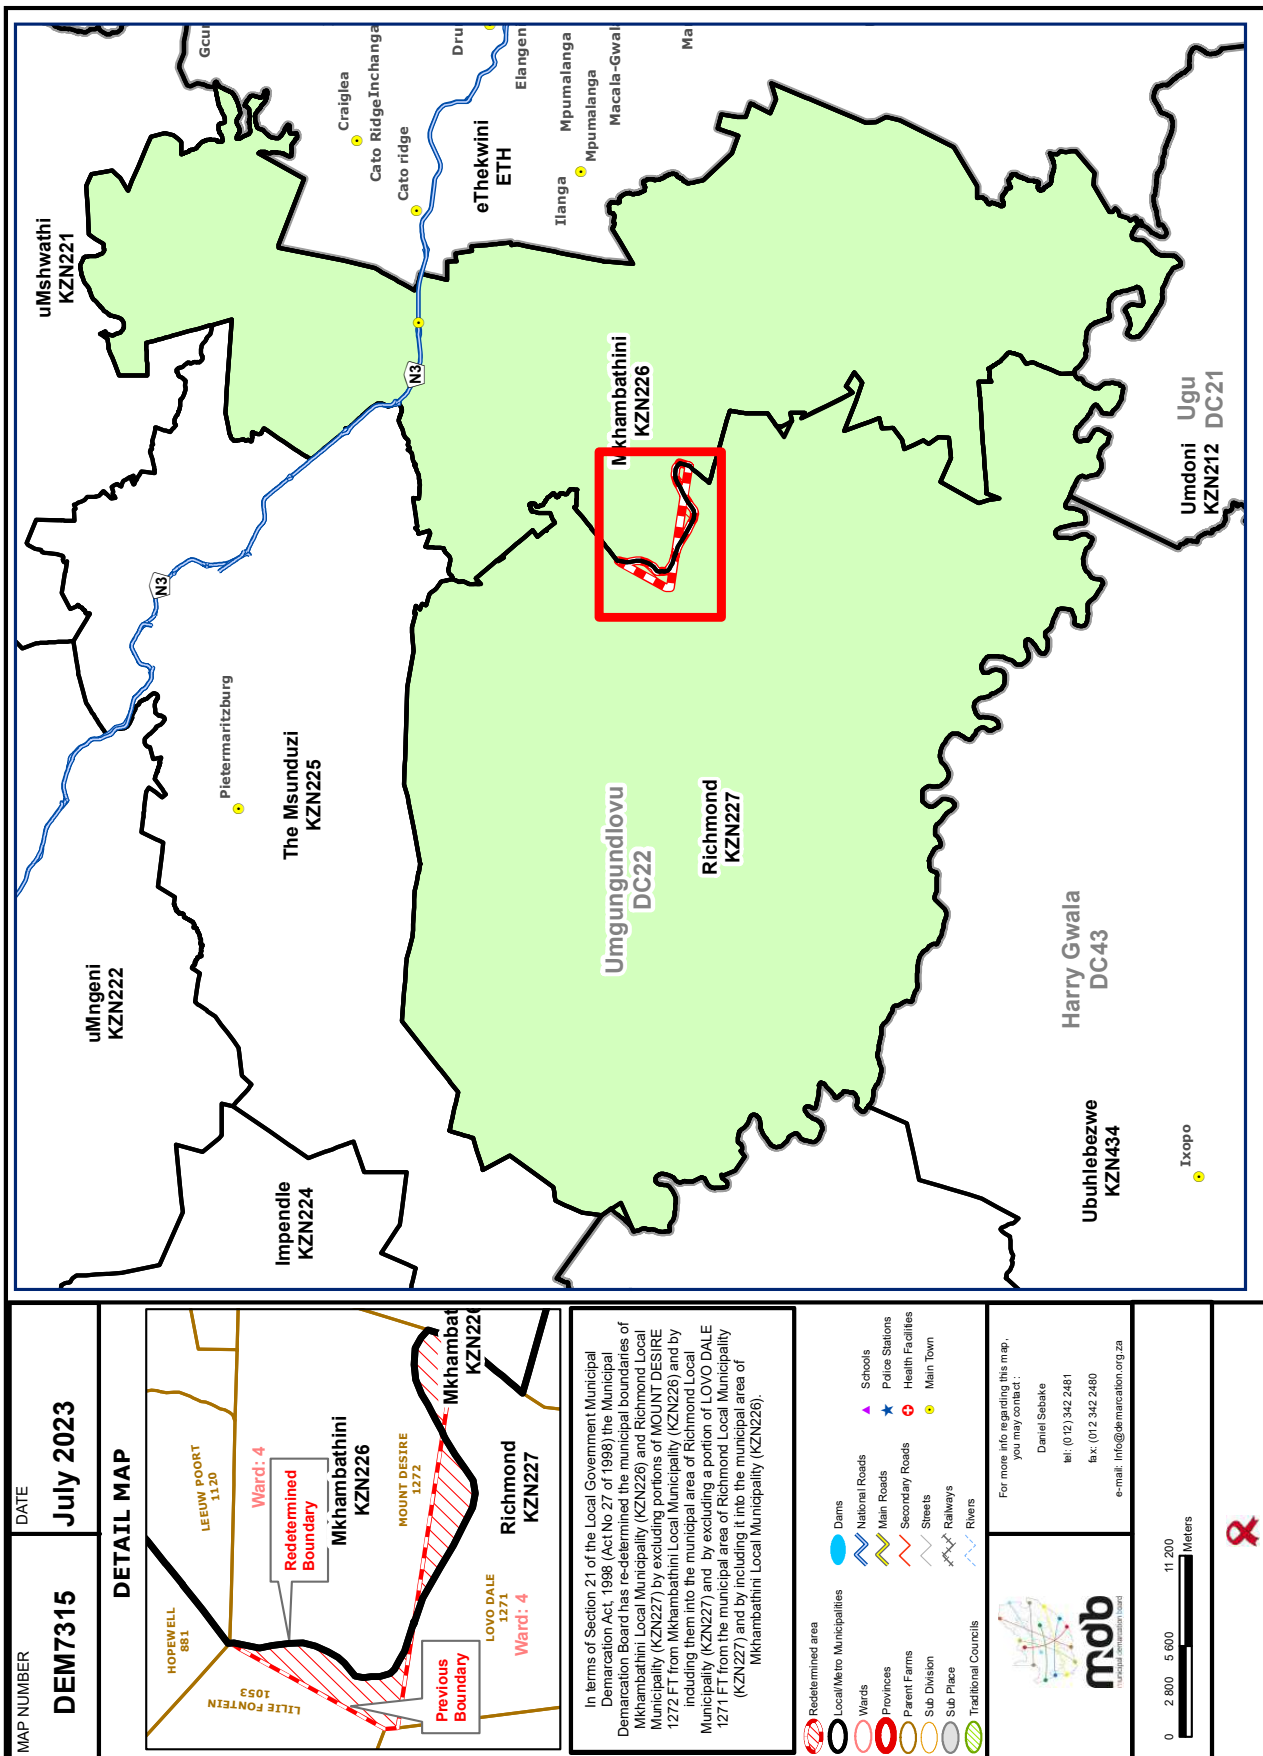 MAP NUMBER
DEM7315
DATE
July 2023
DETAIL MAP
HOPEWELL
881
LEEUW POORT
1120
Ward: 4
Redetermined
Boundary
LILIE FONTEIN
1053
Mkhambathini
KZN226
MOUNT DESIRE
1272
Mkhambat
KZN226
Previous
Boundary
LOVO DALE
1271
Ward: 4
Richmond
KZN227
In terms of Section 21 of the Local Government Municipal
Demarcation Act, 1998 (Act No 27 of 1998) the Municipal
Demarcation Board has re-determined the municipal boundaries of
Mkhambathini Local Municipality (KZN226) and Richmond Local
Municipality (KZN227) by excluding portions of MOUNT DESIRE
1272 FT from Mkhambathini Local Municipality (KZN226) and by
including them into the municipal area of Richmond Local
Municipality (KZN227) and by excluding a portion of LOVO DALE
1271 FT from the municipal area of Richmond Local Municipality
(KZN227) and by including it into the municipal area of
Mkhambathini Local Municipality (KZN226).
Redetermined area
Local/Metro Municipalities
Wards
Provinces
Parent Farms
Sub Division
Sub Place
Traditional Councils
Dams
National Roads
Main Roads
Secondary Roads
Streets
Railways
Rivers
Schools
Police Stations
Health Facilities
Main Town
mdb
municipal demarcation board
For more info regarding this map,
you may contact :
Daniel Sebake
tel: (012) 342 2481
fax: (012 342 2480
e-mail: info@demarcation.org.za
0 2 800 5 600 11 200
Meters
uMshwathi
KZN221
Gcu
Craiglea
Cato Ridge
Inchanga
Cato ridge
Dru
Elangen
eThekwini
ETH
Mpumalanga
Mpumalanga
Macala-Gwal
Ilanga
Ma
N3
N3
Pietermaritzburg
The Msunduzi
KZN225
uMngeni
KZN222
Impendle
KZN224
Mkhambathini
KZN226
Umgungundlovu
DC22
Richmond
KZN227
Ugu
DC21
Umdoni
KZN212
Harry Gwala
DC43
Ubuhlebezwe
KZN434
Ixopo